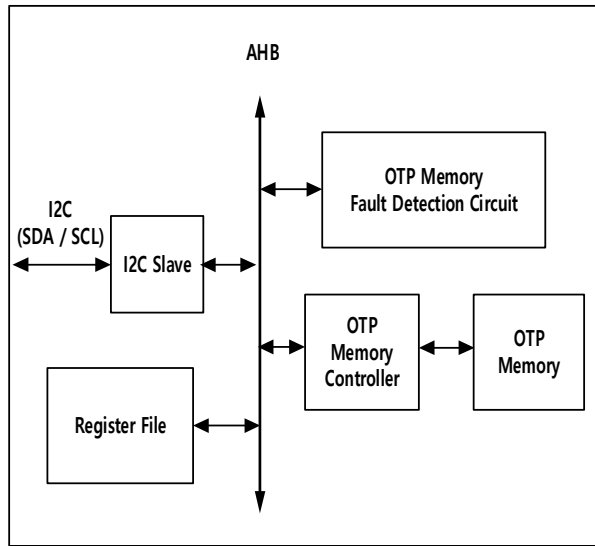 AHB
OTP Memory
Fault Detection Circuit
I2C
(SDA / SCL)
I2C Slave
OTP
Memory
Controller
OTP
Memory
Register File